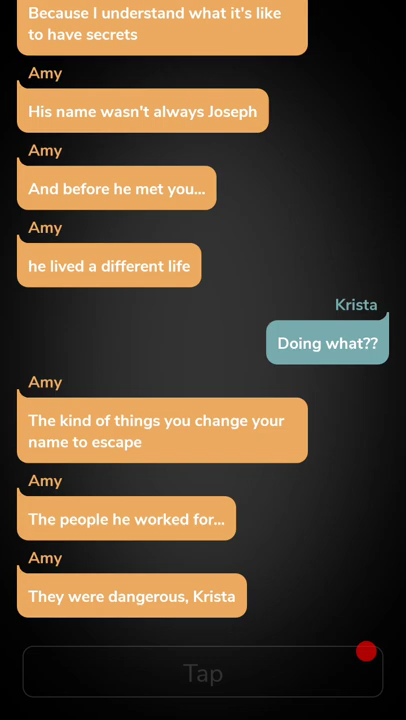 Because I understand what it's like
to have secrets
Amy
His name wasn't always Joseph
Amy
And before he met you...
Amy
he lived a different life
Krista
Doing what??
Amy
The kind of things you change your
name to escape
Amy
The people he worked for...
Amy
They were dangerous, Krista
Tap